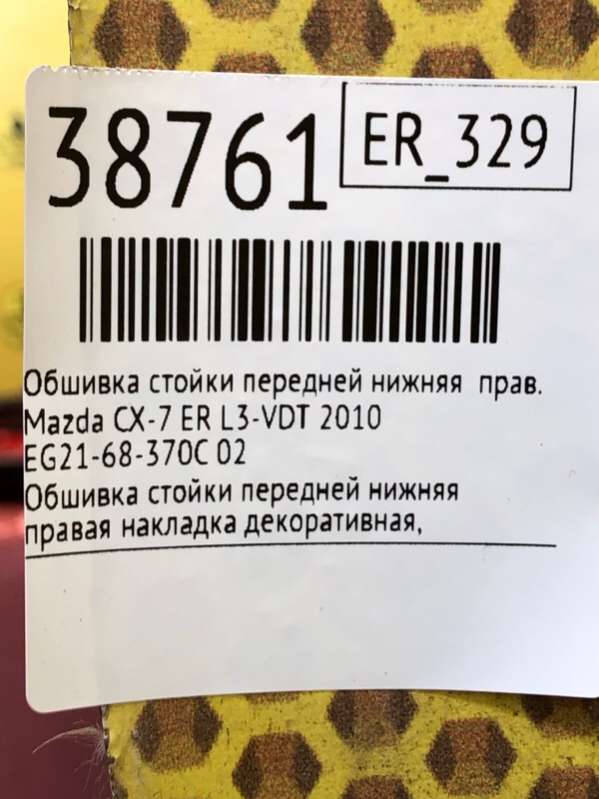 38761
ER_329
Обшивка стойки передней нижняя прав.
Mazda CX-7 ER L3-VDT 2010
EG21-68-370C 02
Обшивка стойки передней нижняя
правая накладка декоративная,